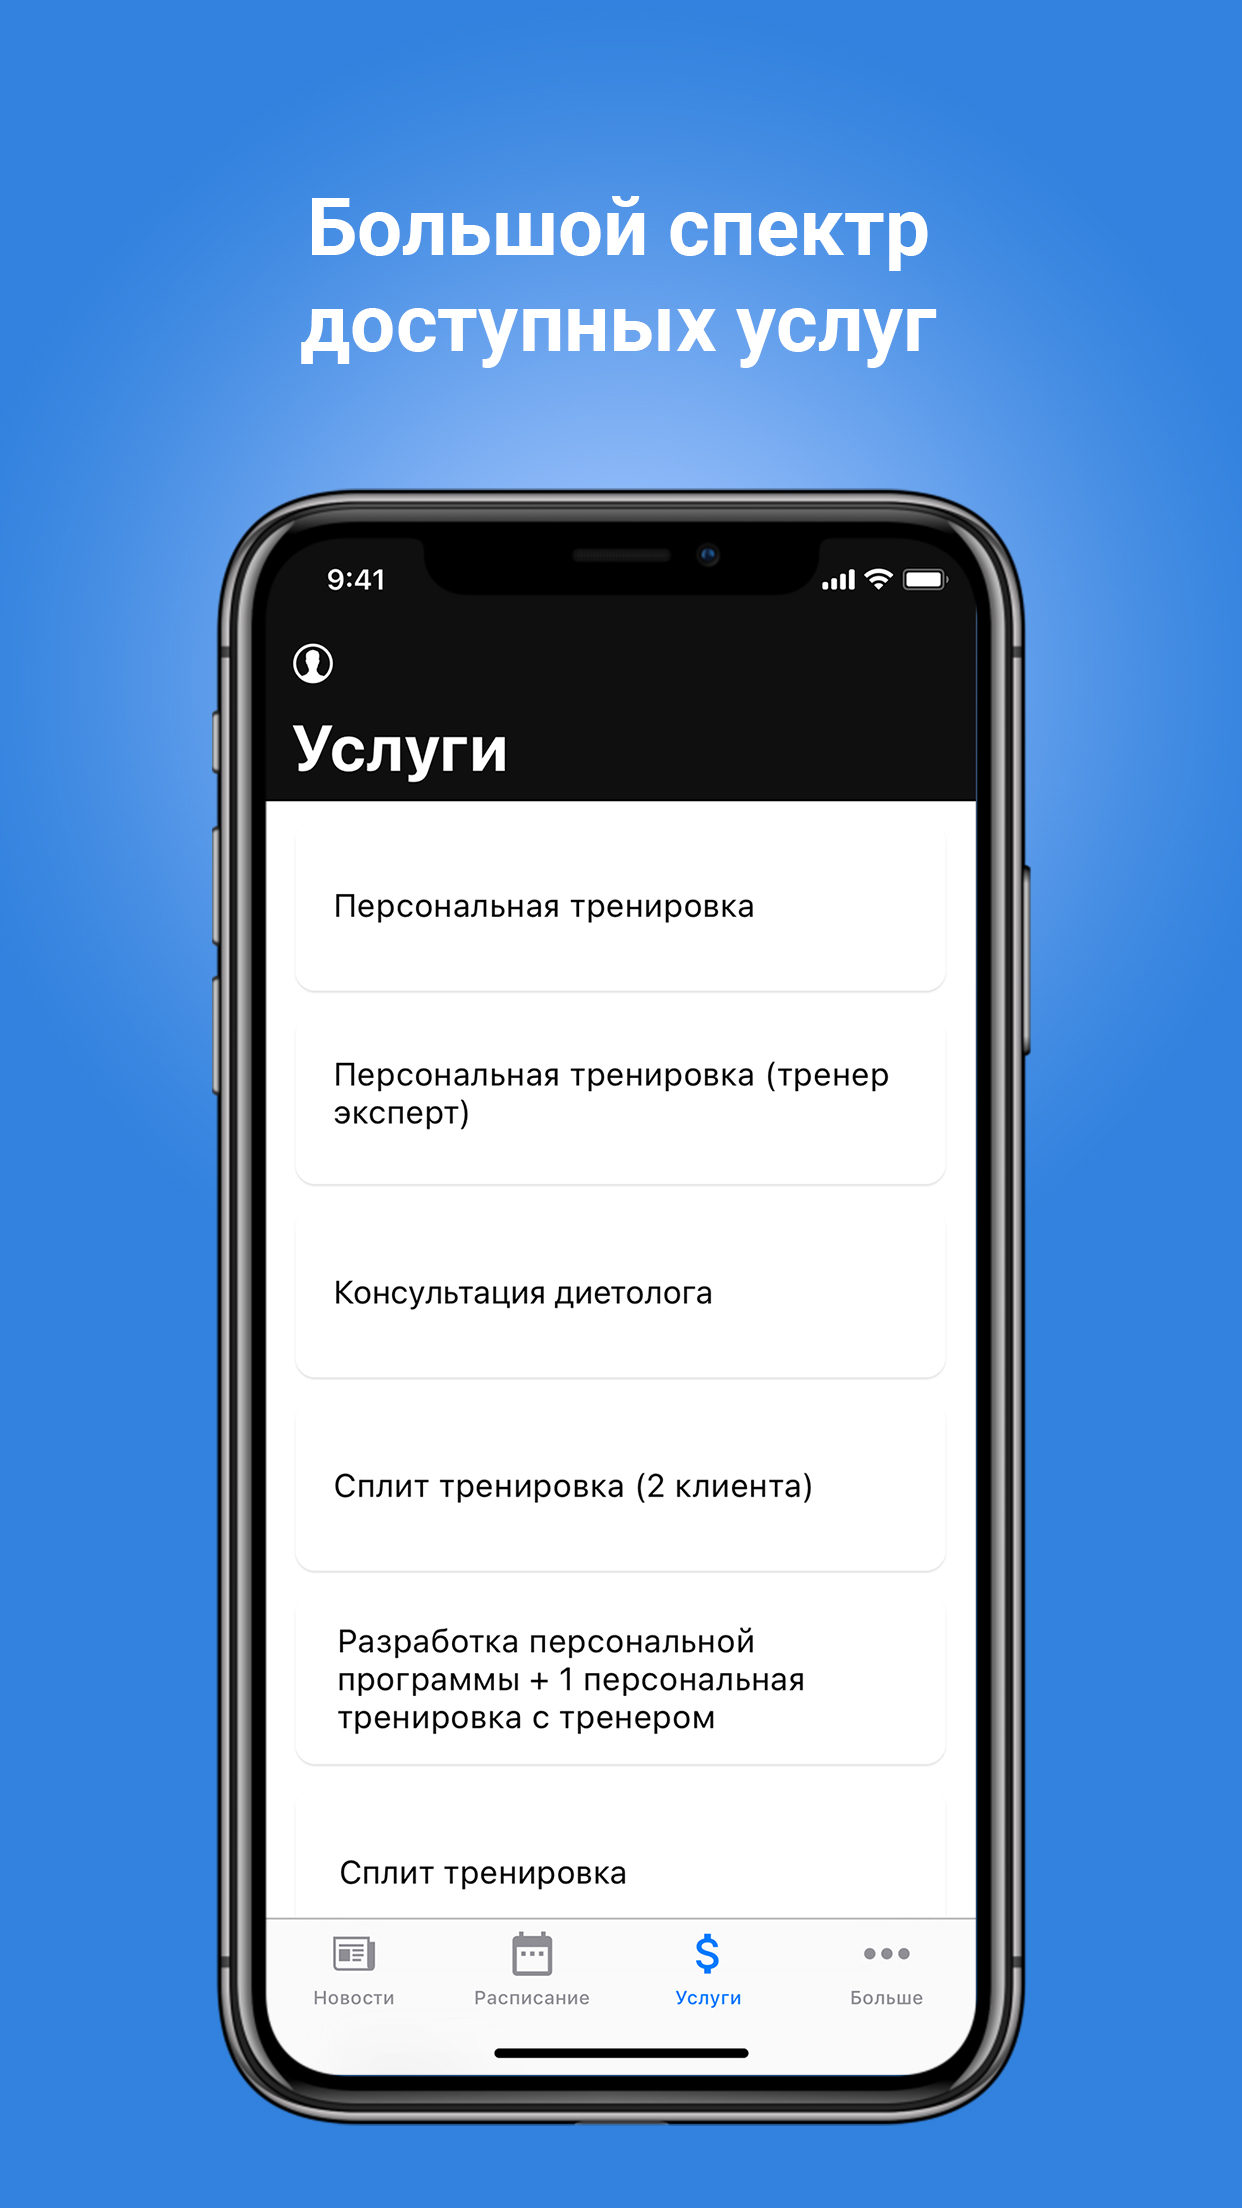 Большой спектр
доступных услуг
9:41
Услуги
Персональная тренировка
Персональная тренировка (тренер
эксперт)
Консультация диетолога
Сплит тренировка (2 клиента)
Разработка персональной
программы + 1 персональная
тренировка с тренером
Сплит тренировка
Новости
Расписание
Услуги
Больше